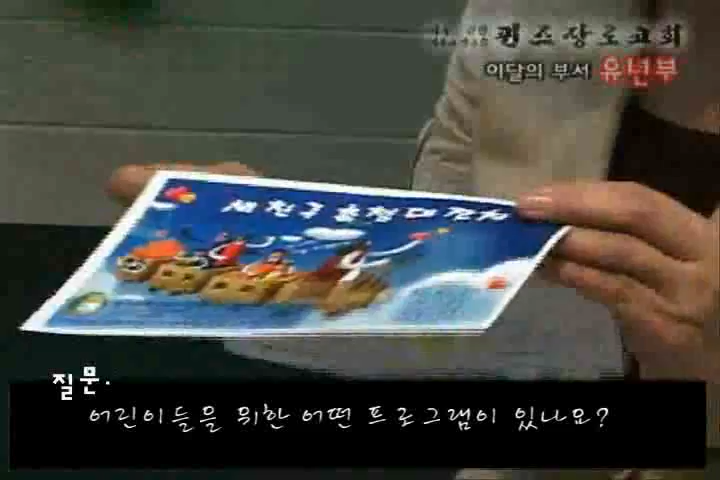 퀸즈장로교회
이달의 부서 유년부
새친구 초청대잔치
질문.
어린이들을 위한 어떤 프로그램이 있나요?